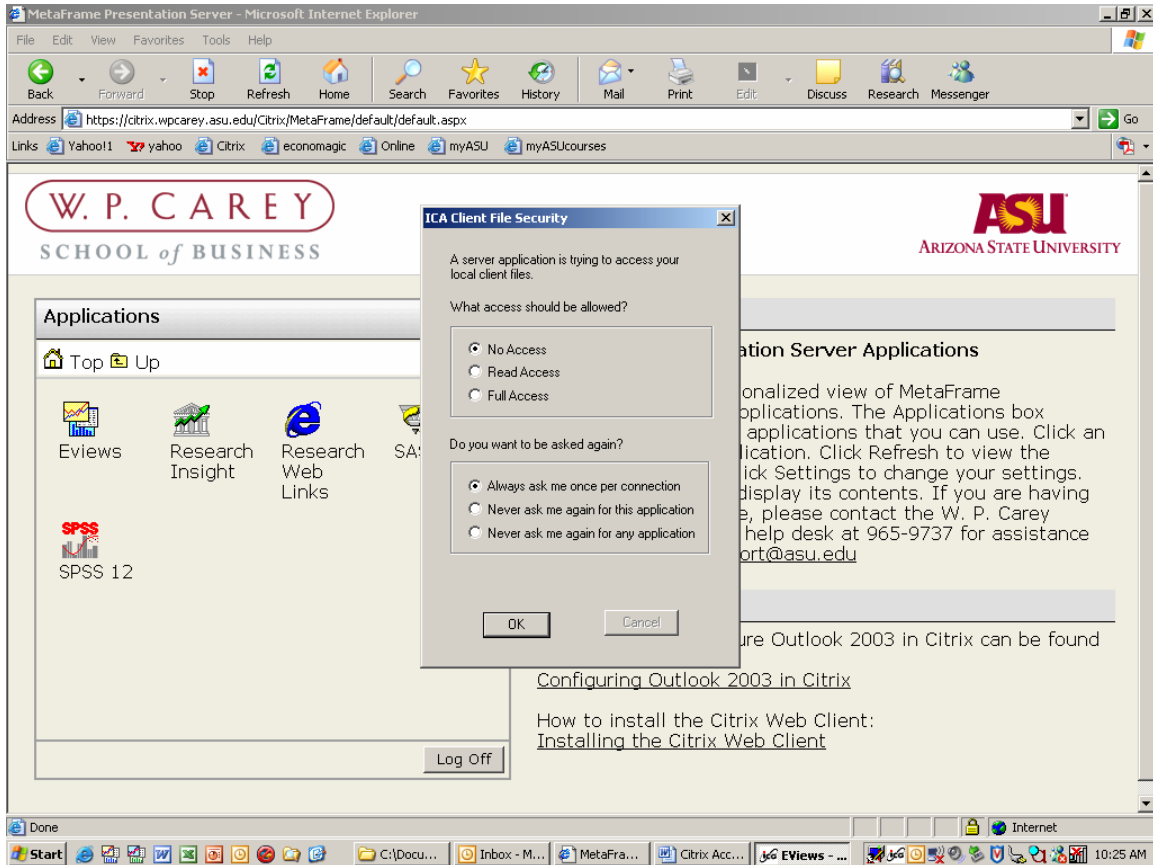 MetaFrame Presentation Server - Microsoft Internet Explorer
File Edit View Favorites Tools Help
Back Forward Stop Refresh Home Search Favorites History Mail Print Edit Discuss Research Messenger
Address https://citrix.wpcarey.asu.edu/Citrix/MetaFrame/default/default.aspx Go
Links Yahoo!1 yahoo Citrix economagic Online myASU myASUcourses
W. P. CAREY
SCHOOL of BUSINESS
ASU
ARIZONA STATE UNIVERSITY
ICA Client File Security
A server application is trying to access your
local client files.
What access should be allowed?
No Access
Read Access
Full Access
Do you want to be asked again?
Always ask me once per connection
Never ask me again for this application
Never ask me again for any application
OK Cancel
Applications
Top Up
Eviews
Research
Insight
Research
Web
Links
SAS
SPSS
SPSS 12
Log Off
ation Server Applications
onalized view of MetaFrame
pplications. The Applications box
applications that you can use. Click an
lication. Click Refresh to view the
ick Settings to change your settings.
display its contents. If you are having
e, please contact the W. P. Carey
help desk at 965-9737 for assistance
ort@asu.edu
ure Outlook 2003 in Citrix can be found
Configuring Outlook 2003 in Citrix
How to install the Citrix Web Client:
Installing the Citrix Web Client
Done Internet
Start C:\Docu... Inbox - M... MetaFra... Citrix Acc... EViews - ... 10:25 AM